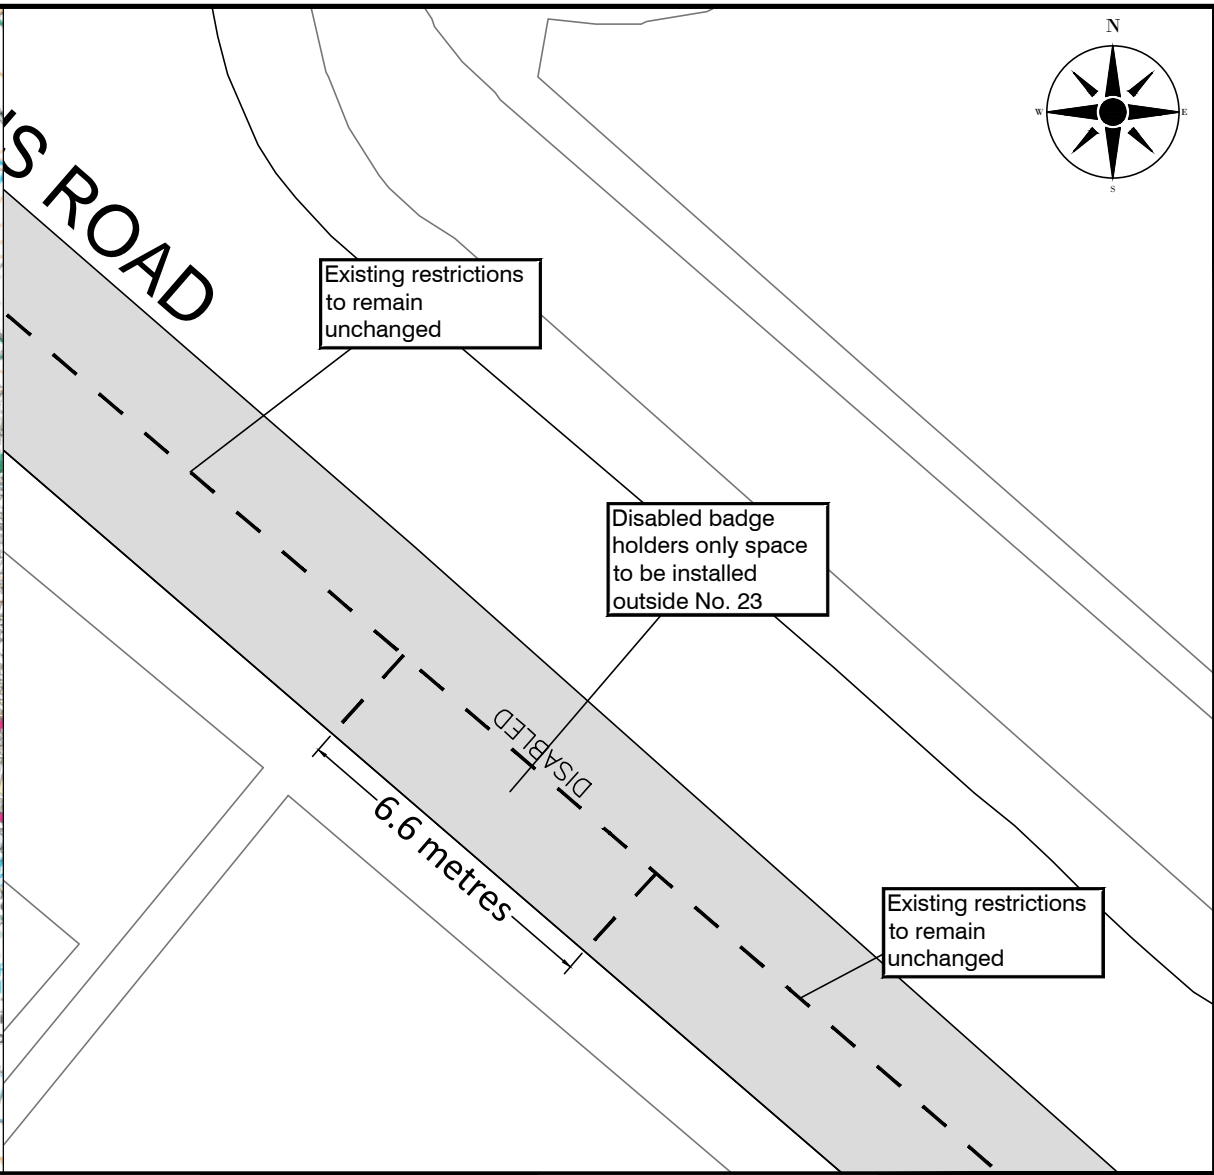 N
W
E
S
'S ROAD
Existing restrictions
to remain
unchanged
Disabled badge
holders only space
to be installed
outside No. 23
DISABLED
6.6 metres
Existing restrictions
to remain
unchanged